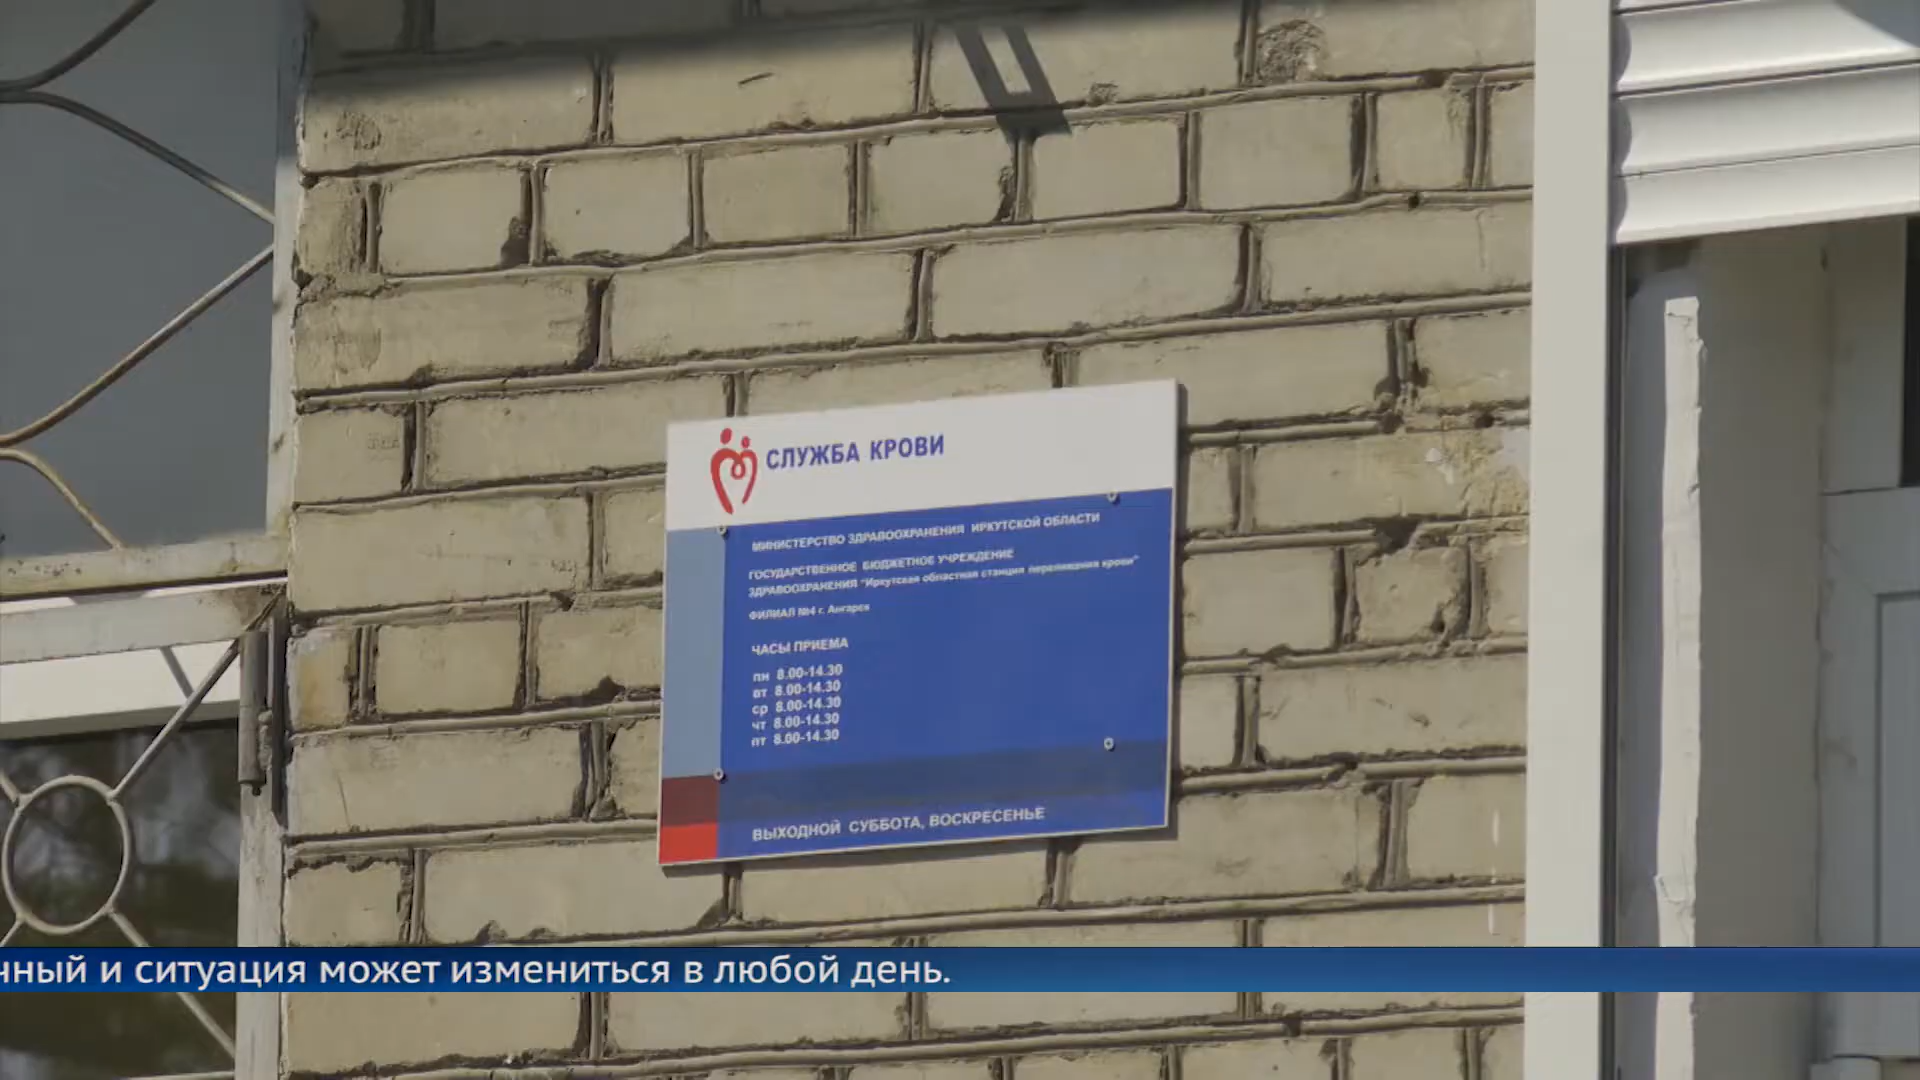 СЛУЖБА КРОВИ
МИНИСТЕРСТВО ЗДРАВООХРАНЕНИЯ ИРКУТСКОЙ ОБЛАСТИ
ГОСУДАРСТВЕННОЕ БЮДЖЕТНОЕ УЧРЕЖДЕНИЕ
ЗДРАВООХРАНЕНИЯ "Иркутская областная станция переливания крови"
ФИЛИАЛ №4 г. Ангарск
ЧАСЫ ПРИЕМА
пн 8.00-14.30
вт 8.00-14.30
ср 8.00-14.30
чт 8.00-14.30
пт 8.00-14.30
ВЫХОДНОЙ СУББОТА, ВОСКРЕСЕНЬЕ
чный и ситуация может измениться в любой день.